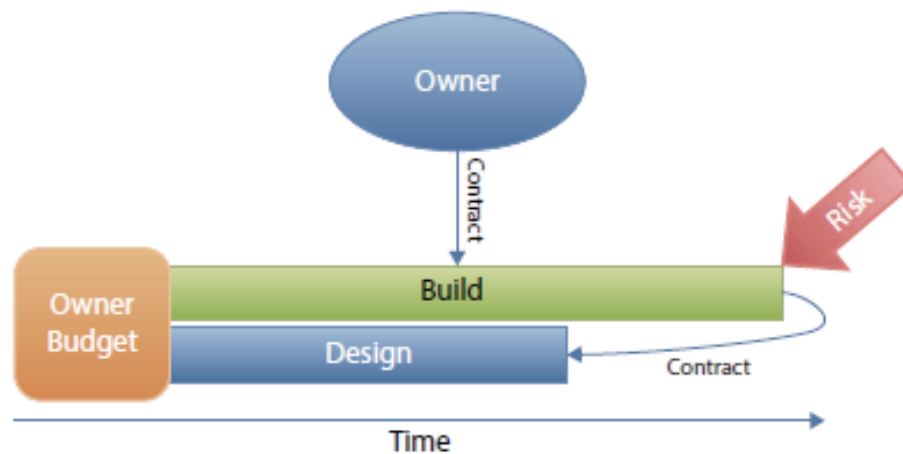 Owner
Contract
Risk
Build
Owner
Budget
Design
Contract
Time